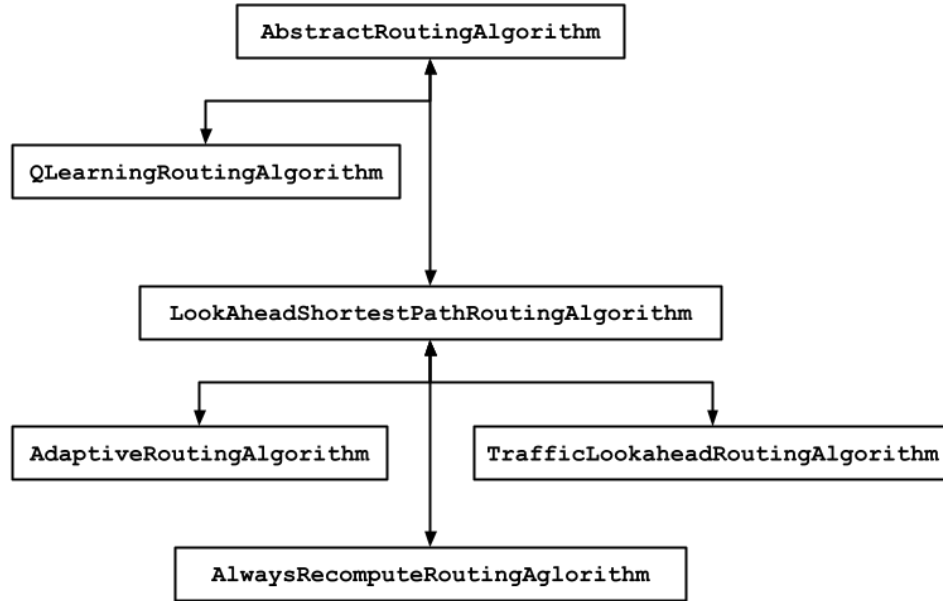 AbstractRoutingAlgorithm
QLearningRoutingAlgorithm
LookAheadShortestPathRoutingAlgorithm
AdaptiveRoutingAlgorithm
TrafficLookaheadRoutingAlgorithm
AlwaysRecomputeRoutingAglorithm